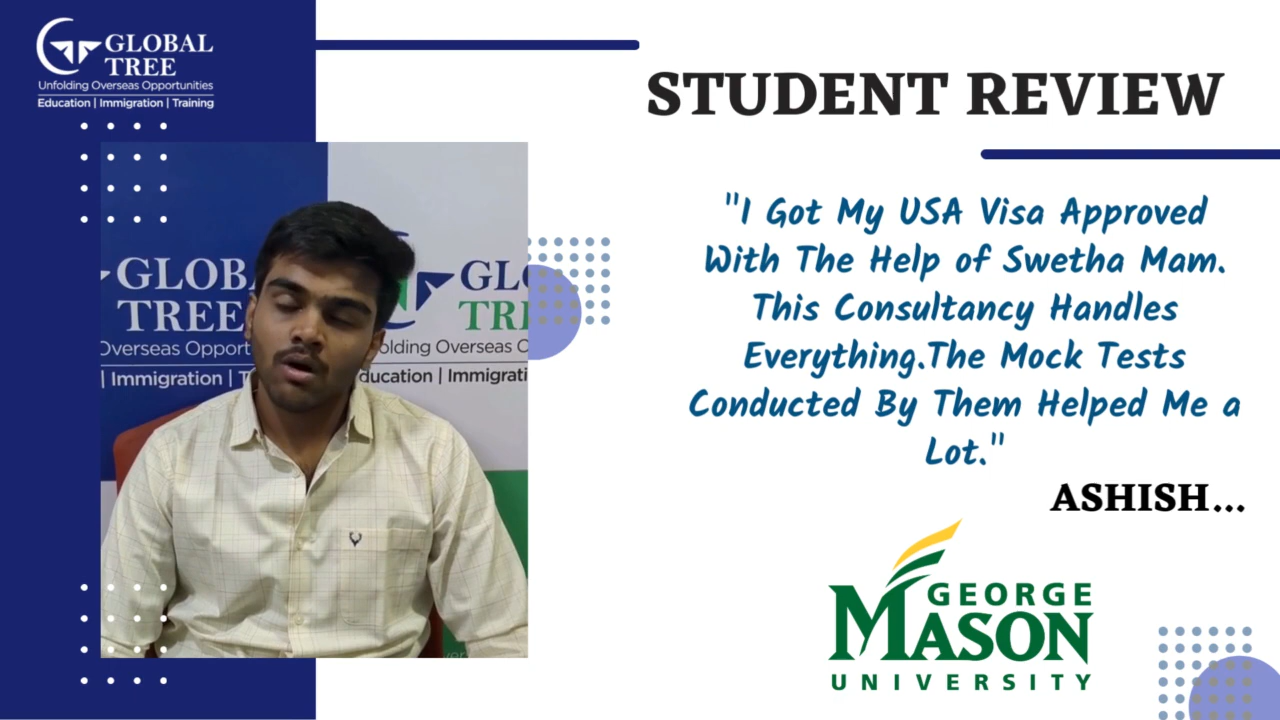 GLOBAL
TREE
Unfolding Overseas Opportunities
Education | Immigration | Training
STUDENT REVIEW
"I Got My USA Visa Approved
With The Help of Swetha Mam.
This Consultancy Handles
Everything.The Mock Tests
Conducted By Them Helped Me a
Lot."
ASHISH...
GEORGE
MASON
UNIVERSITY
GLOBA
TREE
Overseas Opport
| Immigration | T
GLO
TRE
olding Overseas O
ducation | Immigrati